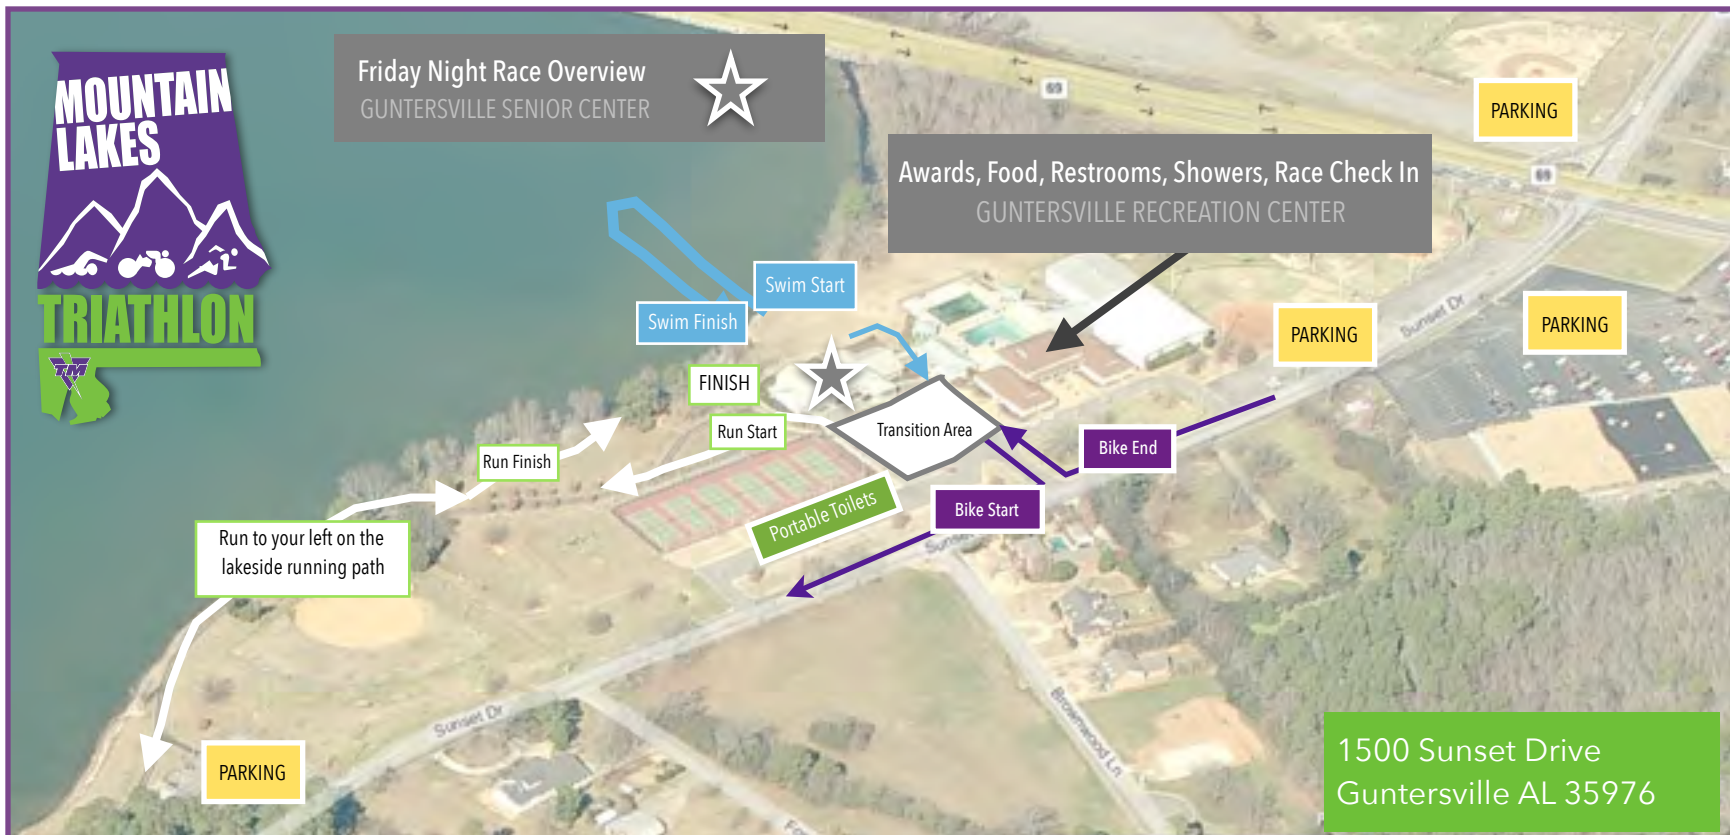 MOUNTAIN
LAKES
TRIATHLON
TM
Friday Night Race Overview
GUNTERSVILLE SENIOR CENTER
69
PARKING
Awards, Food, Restrooms, Showers, Race Check In
GUNTERSVILLE RECREATION CENTER
69
Swim Start
Swim Finish
PARKING
Sunset Dr
PARKING
FINISH
Run Start
Transition Area
Bike End
Run Finish
Portable Toilets
Bike Start
Run to your left on the
lakeside running path
Sunset Dr
Brownwood Ln
PARKING
1500 Sunset Drive
Guntersville AL 35976